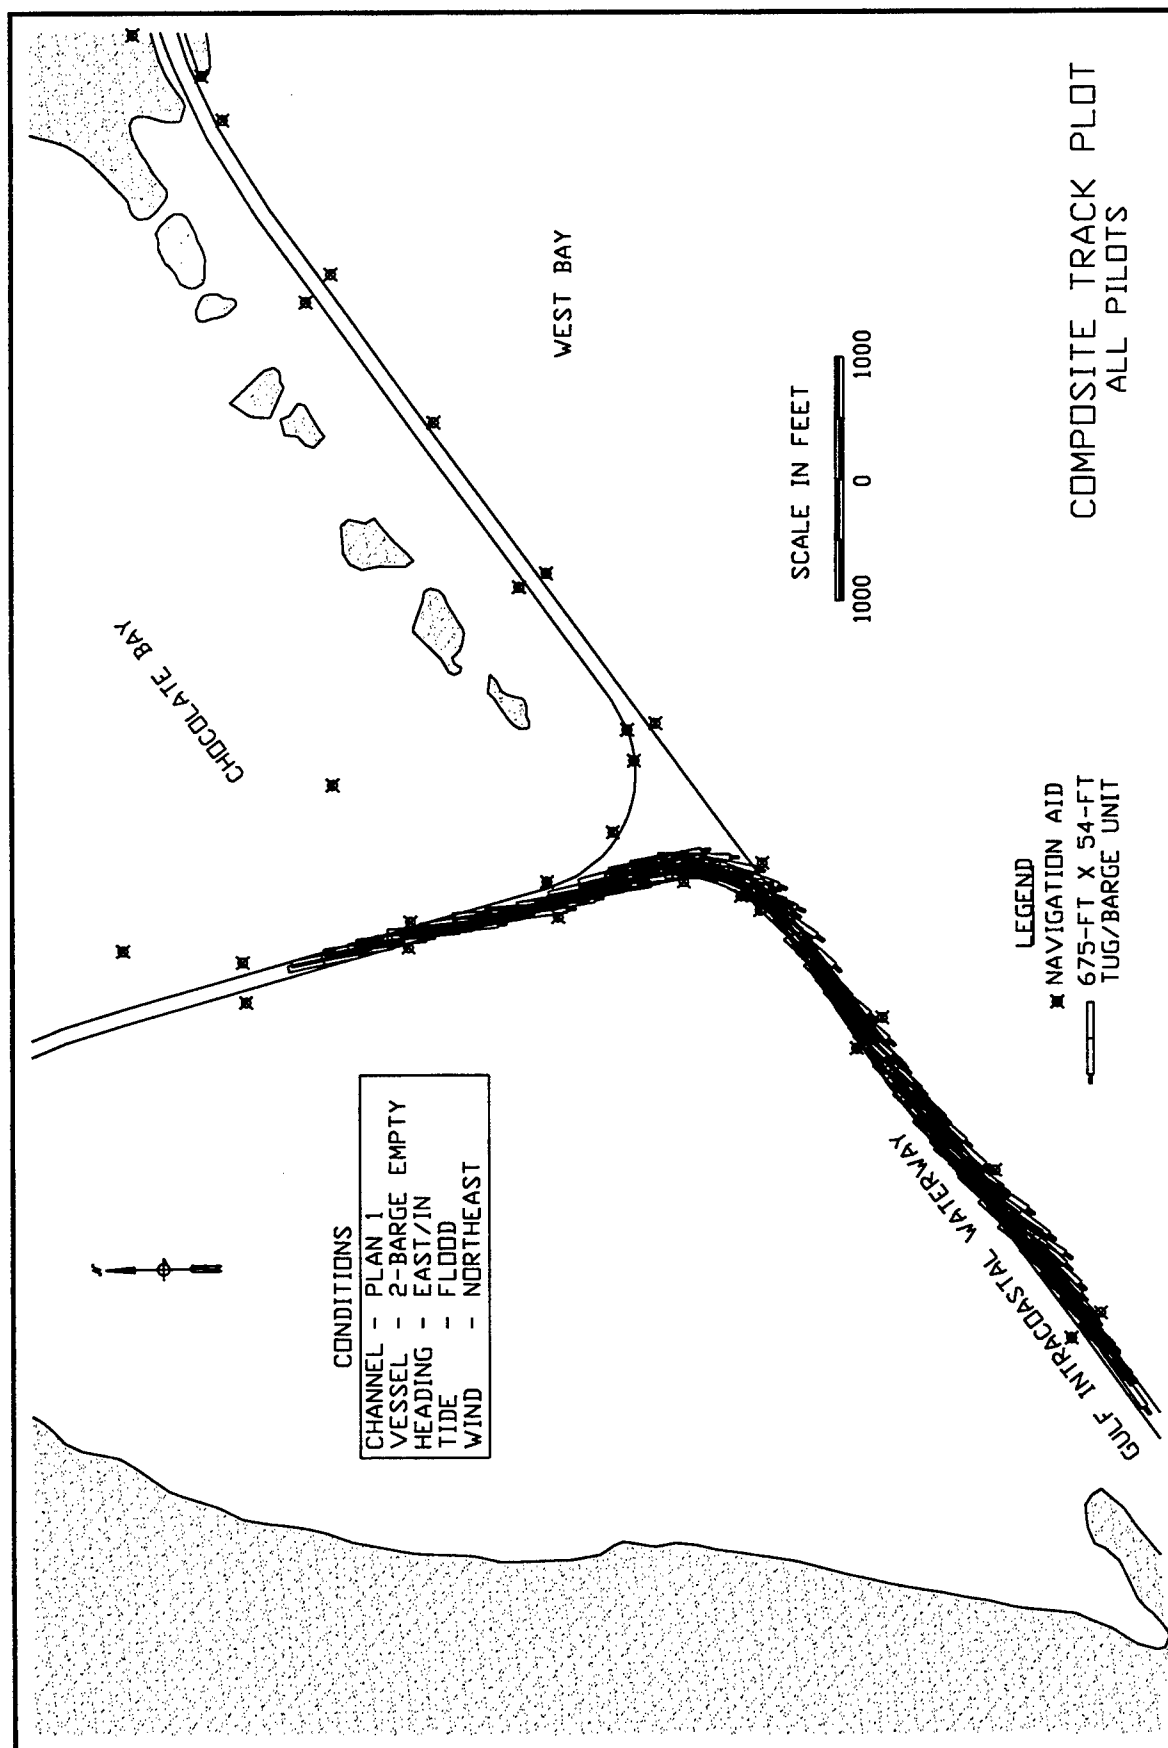 CHOCOLATE BAY
WEST BAY
GULF INTRACOASTAL WATERWAY
N
CONDITIONS
CHANNEL - PLAN 1
VESSEL - 2-BARGE EMPTY
HEADING - EAST/IN
TIDE - FLOOD
WIND - NORTHEAST
SCALE IN FEET
1000 0 1000
LEGEND
NAVIGATION AID
675-FT X 54-FT
TUG/BARGE UNIT
COMPOSITE TRACK PLOT
ALL PILOTS